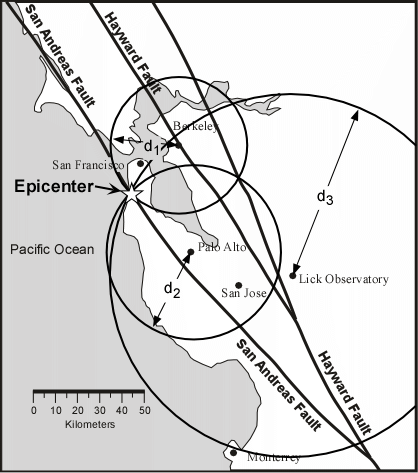 San Andreas Fault
Hayward Fault
Berkeley
d1
San Francisco
Epicenter
d3
Pacific Ocean
Palo Alto
Lick Observatory
d2
San Jose
San Andreas Fault
Hayward Fault
0 10 20 30 40 50
Kilometers
Monterrey